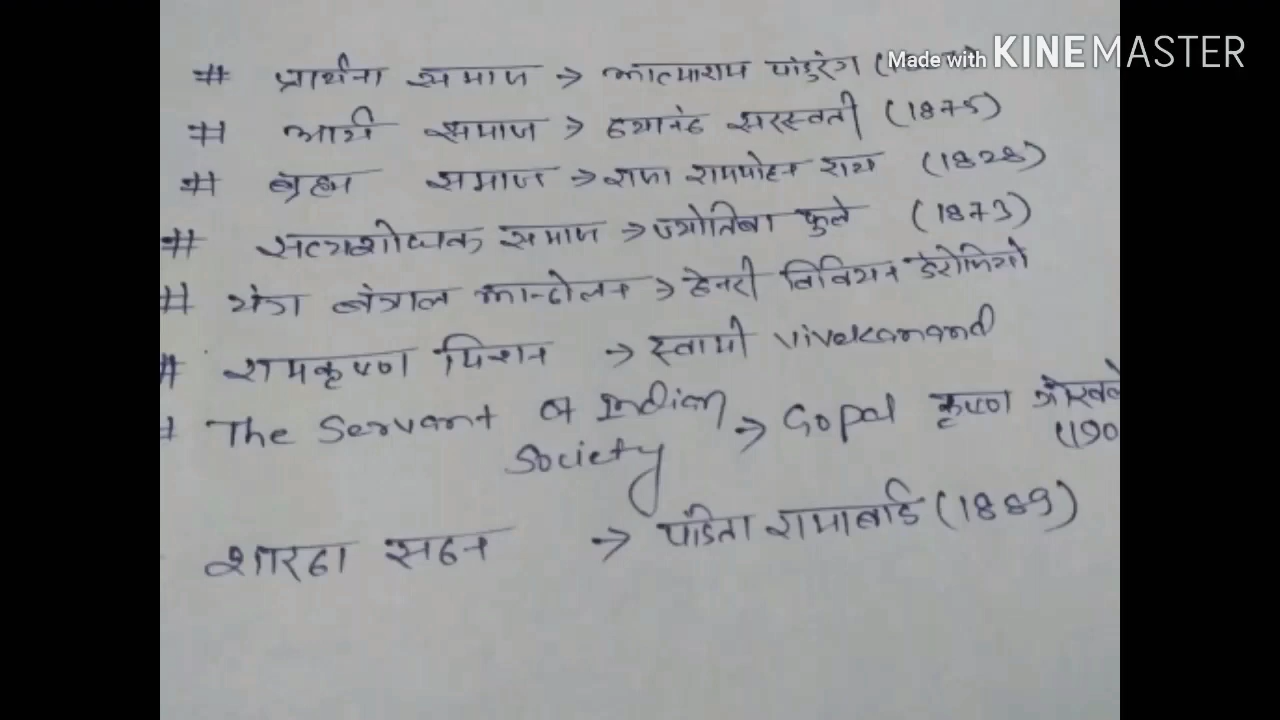 Made with KINEMASTER
# प्रार्थना समाज → आत्माराम पांडुरंग
# आर्य समाज → दयानंद सरस्वती (1875)
# ब्रह्म समाज → राजा राममोहन राय (1828)
# सत्यशोधक समाज → ज्योतिबा फुले (1873)
# यंग बंगाल आन्दोलन → हेनरी विवियन डेरोजियो
# रामकृष्ण मिशन → स्वामी Vivekanand
# The Servant of Indian Society → Gopal कृष्ण गोखले (190
शारदा सदन → पंडिता रामाबाई (1889)